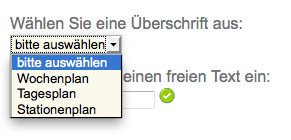 Wählen Sie eine Überschrift aus:
bitte auswählen
bitte auswählen
Wochenplan
einen freien Text ein:
Tagesplan
Stationenplan